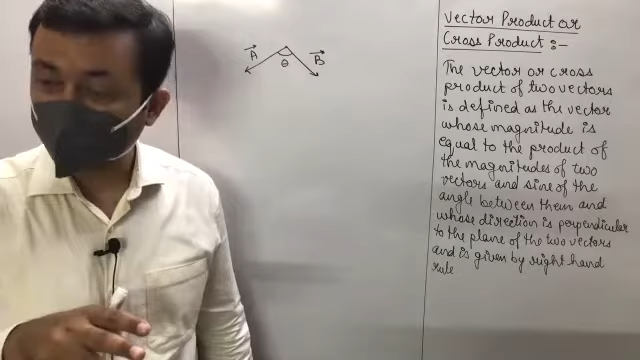 Vector Product or
Cross Product :-
A B
θ
The vector or cross
product of two vectors
is defined as the vector
whose magnitude is
equal to the product of
the magnitudes of two
vectors and sine of the
angle between them and
whose direction is perpendicular
to the plane of the two vectors
and is given by right hand
rule